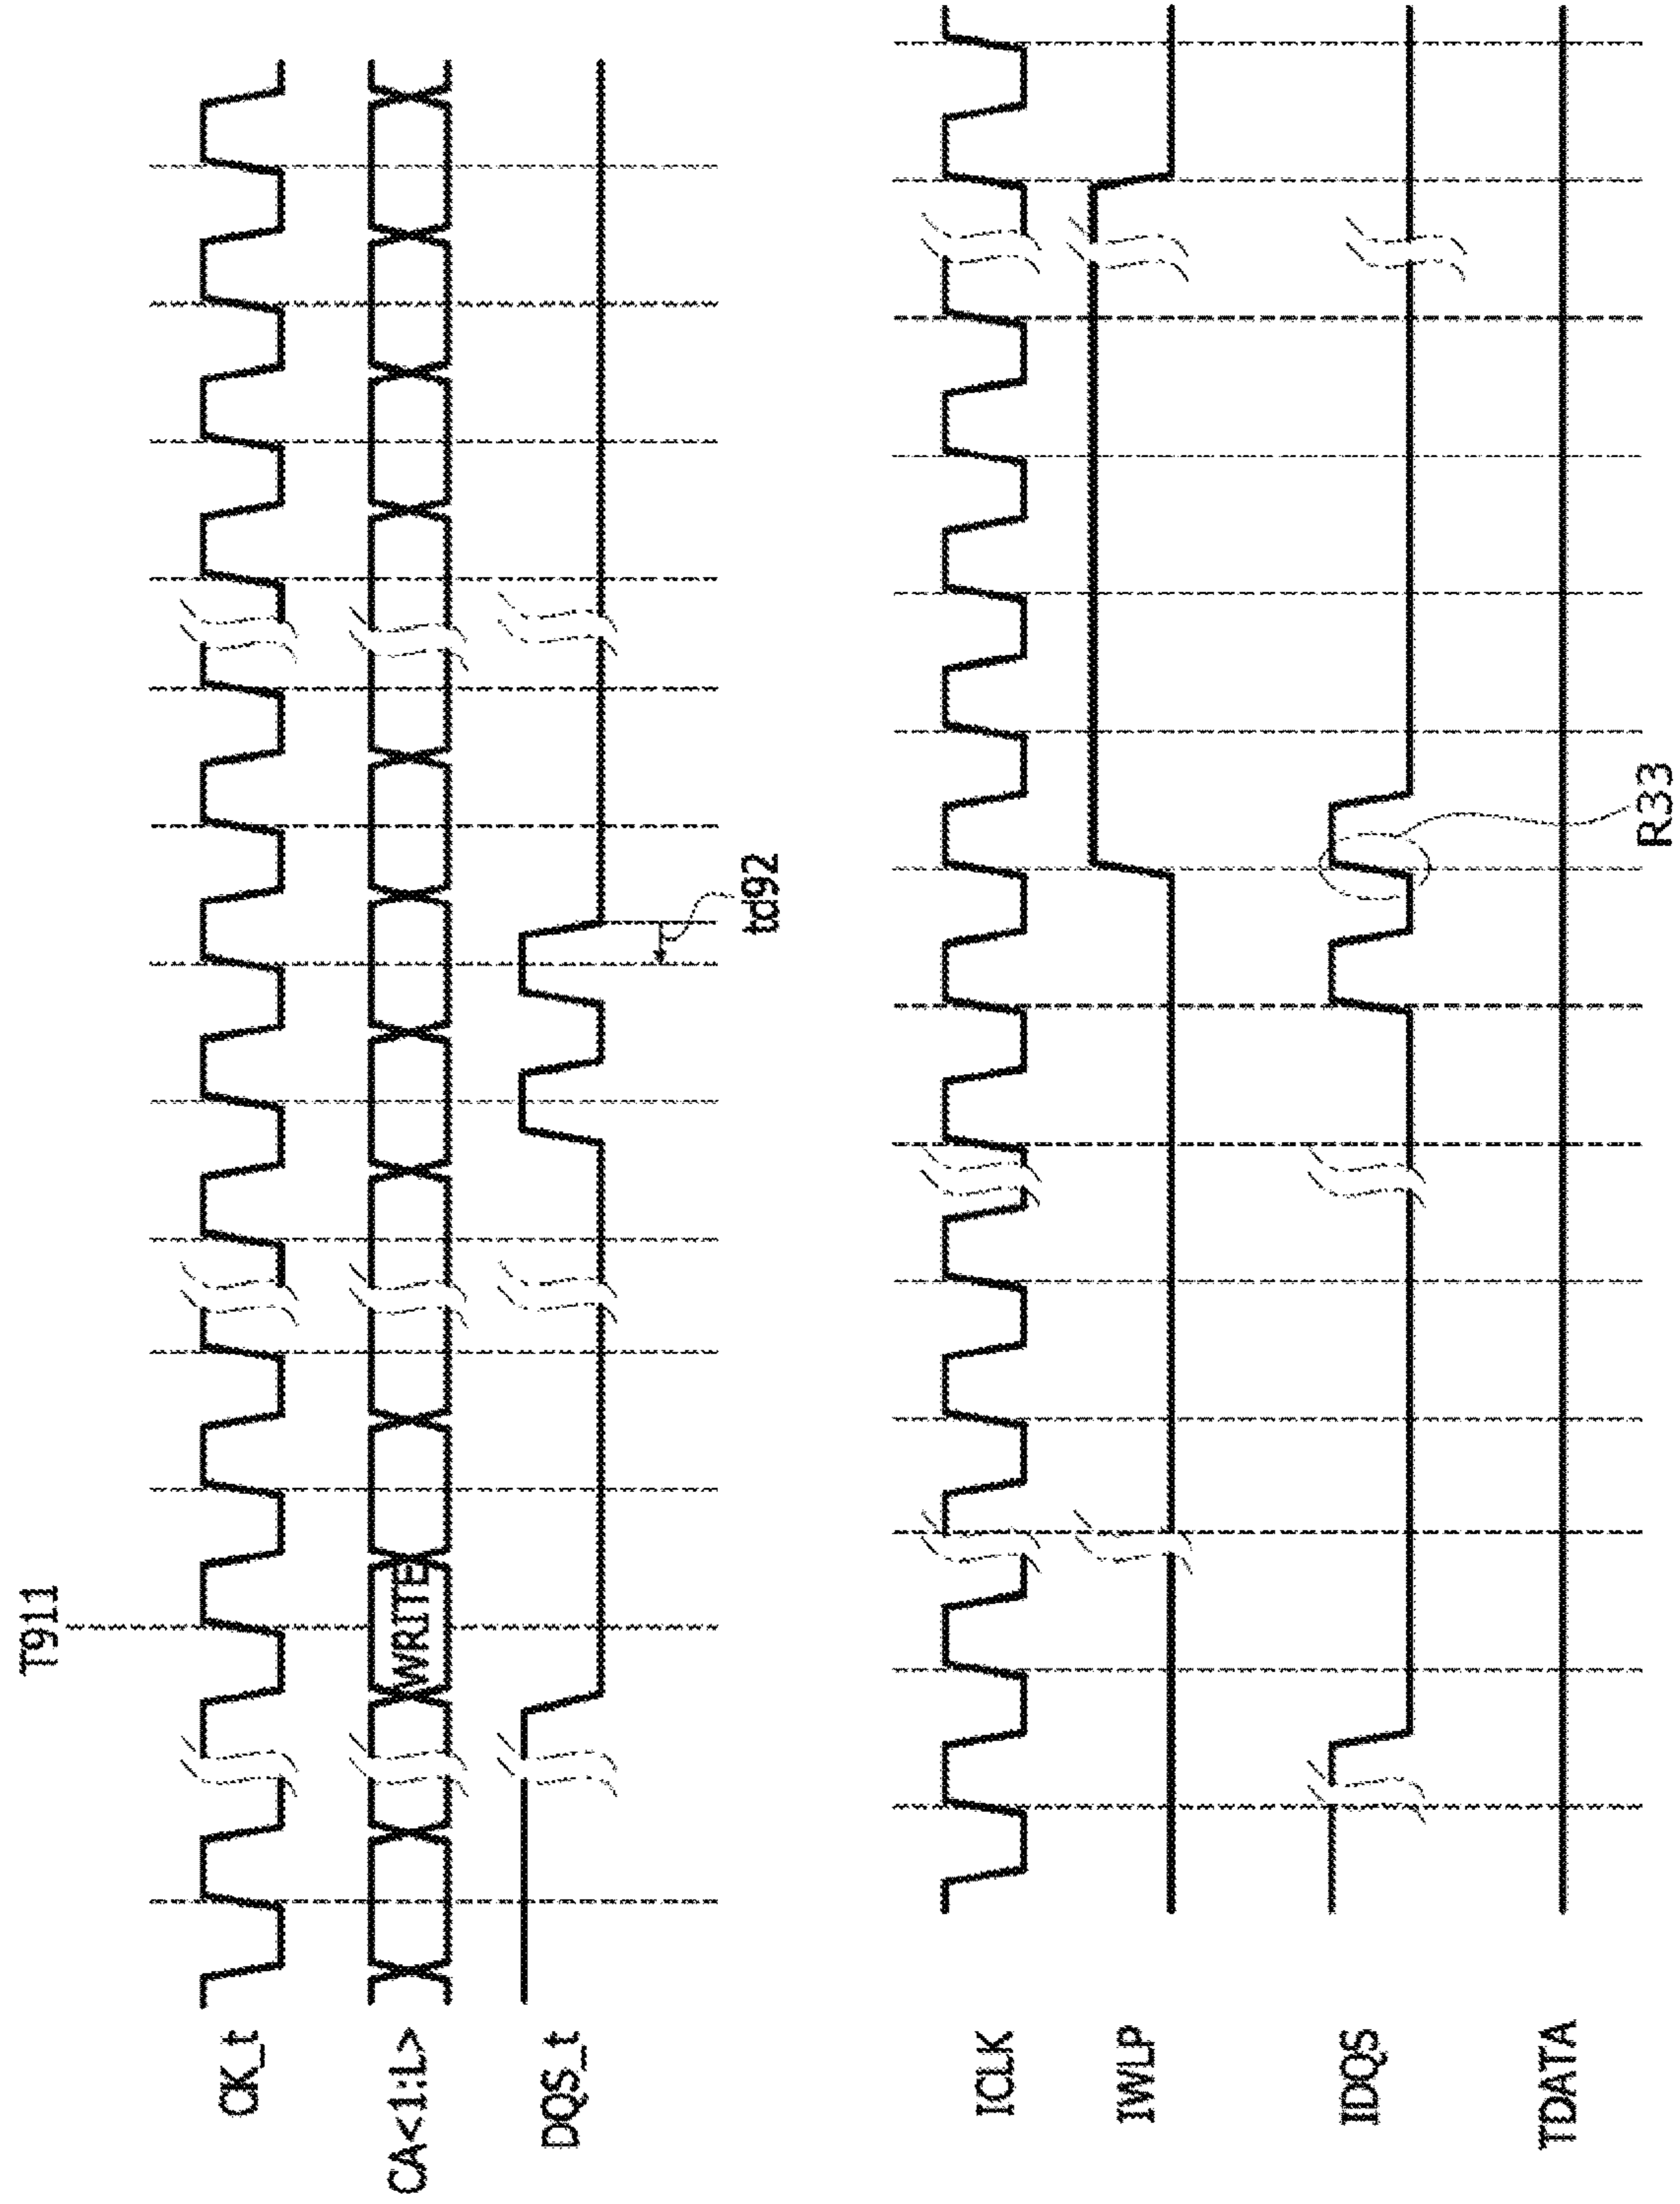 T911
CK_t
CA<1:L>
WRITE
DQS_t
td92
ICLK
IWLP
IDQS
R33
TDATA